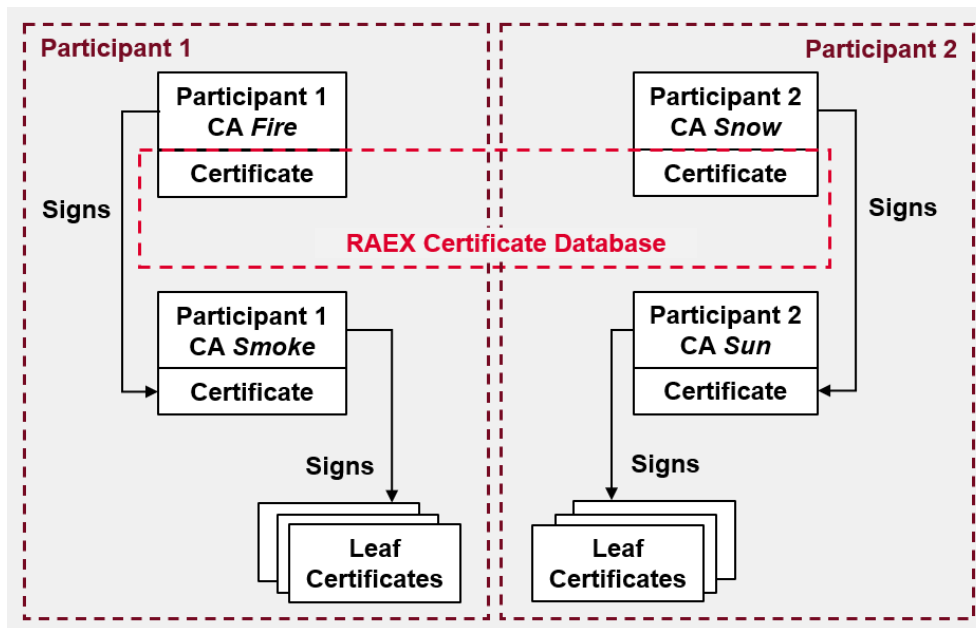 Participant 1
Participant 2
Participant 1
CA Fire
Certificate
Participant 2
CA Snow
Certificate
Signs
Signs
RAEX Certificate Database
Participant 1
CA Smoke
Certificate
Participant 2
CA Sun
Certificate
Signs
Signs
Leaf
Certificates
Leaf
Certificates